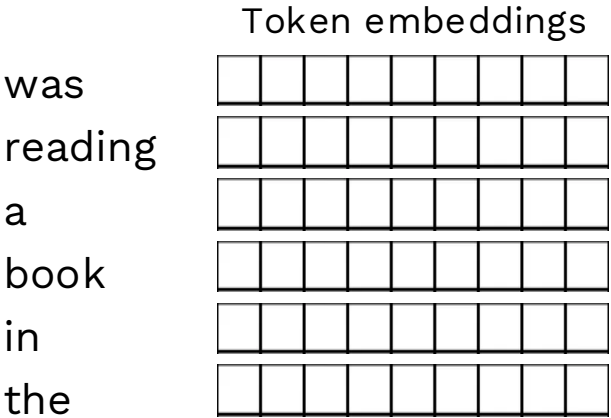 Token embeddings
was
reading
a
book
in
the